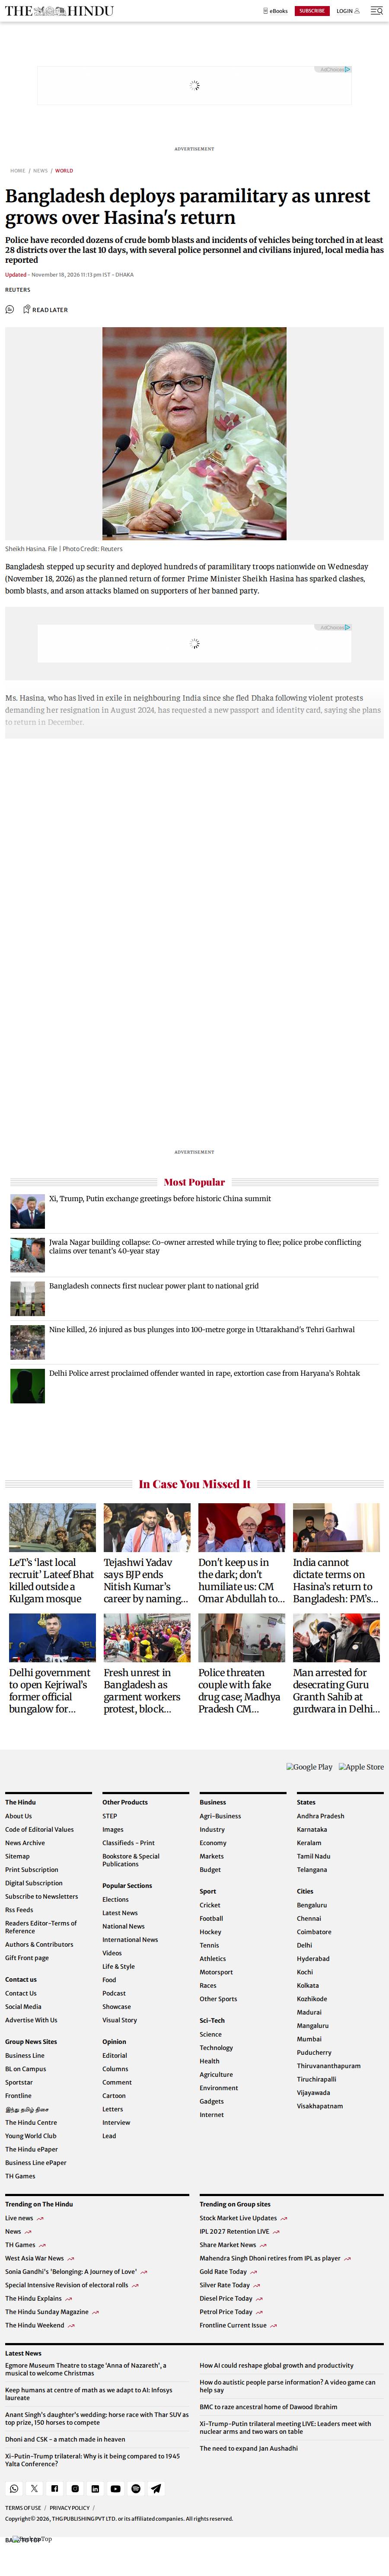 THE HINDU
eBooks
SUBSCRIBE
LOGIN
AdChoices
ADVERTISEMENT
HOME / NEWS / WORLD
Bangladesh deploys paramilitary as unrest
grows over Hasina's return
Police have recorded dozens of crude bomb blasts and incidents of vehicles being torched in at least
28 districts over the last 10 days, with several police personnel and civilians injured, local media has
reported
Updated - November 18, 2026 11:13 pm IST - DHAKA
REUTERS
READ LATER
Sheikh Hasina. File | Photo Credit: Reuters
Bangladesh stepped up security and deployed hundreds of paramilitary troops nationwide on Wednesday
(November 18, 2026) as the planned return of former Prime Minister Sheikh Hasina has sparked clashes,
bomb blasts, and arson attacks blamed on supporters of her banned party.
AdChoices
Ms. Hasina, who has lived in exile in neighbouring India since she fled Dhaka following violent protests
demanding her resignation in August 2024, has requested a new passport and identity card, saying she plans
to return in December.
ADVERTISEMENT
Most Popular
Xi, Trump, Putin exchange greetings before historic China summit
Jwala Nagar building collapse: Co-owner arrested while trying to flee; police probe conflicting
claims over tenant's 40-year stay
Bangladesh connects first nuclear power plant to national grid
Nine killed, 26 injured as bus plunges into 100-metre gorge in Uttarakhand's Tehri Garhwal
Delhi Police arrest proclaimed offender wanted in rape, extortion case from Haryana's Rohtak
In Case You Missed It
LeT's 'last local
recruit' Lateef Bhat
killed outside a
Kulgam mosque
Tejashwi Yadav
says BJP ends
Nitish Kumar's
career by naming...
Don't keep us in
the dark; don't
humiliate us: CM
Omar Abdullah to...
India cannot
dictate terms on
Hasina's return to
Bangladesh: PM's...
Delhi government
to open Kejriwal's
former official
bungalow for...
Fresh unrest in
Bangladesh as
garment workers
protest, block...
Police threaten
couple with fake
drug case; Madhya
Pradesh CM...
Man arrested for
desecrating Guru
Granth Sahib at
gurdwara in Delhi...
Google Play
Apple Store
The Hindu
About Us
Code of Editorial Values
News Archive
Sitemap
Print Subscription
Digital Subscription
Subscribe to Newsletters
Rss Feeds
Readers Editor-Terms of
Reference
Authors & Contributors
Gift Front page
Contact us
Contact Us
Social Media
Advertise With Us
Group News Sites
Business Line
BL on Campus
Sportstar
Frontline
இந்து தமிழ் திசை
The Hindu Centre
Young World Club
The Hindu ePaper
Business Line ePaper
TH Games
Other Products
STEP
Images
Classifieds - Print
Bookstore & Special
Publications
Popular Sections
Elections
Latest News
National News
International News
Videos
Life & Style
Food
Podcast
Showcase
Visual Story
Opinion
Editorial
Columns
Comment
Cartoon
Letters
Interview
Lead
Business
Agri-Business
Industry
Economy
Markets
Budget
Sport
Cricket
Football
Hockey
Tennis
Athletics
Motorsport
Races
Other Sports
Sci-Tech
Science
Technology
Health
Agriculture
Environment
Gadgets
Internet
States
Andhra Pradesh
Karnataka
Keralam
Tamil Nadu
Telangana
Cities
Bengaluru
Chennai
Coimbatore
Delhi
Hyderabad
Kochi
Kolkata
Kozhikode
Madurai
Mangaluru
Mumbai
Puducherry
Thiruvananthapuram
Tiruchirapalli
Vijayawada
Visakhapatnam
Trending on The Hindu
Live news
News
TH Games
West Asia War News
Sonia Gandhi's 'Belonging: A Journey of Love'
Special Intensive Revision of electoral rolls
The Hindu Explains
The Hindu Sunday Magazine
The Hindu Weekend
Trending on Group sites
Stock Market Live Updates
IPL 2027 Retention LIVE
Share Market News
Mahendra Singh Dhoni retires from IPL as player
Gold Rate Today
Silver Rate Today
Diesel Price Today
Petrol Price Today
Frontline Current Issue
Latest News
Egmore Museum Theatre to stage 'Anna of Nazareth', a
musical to welcome Christmas
Keep humans at centre of math as we adapt to AI: Infosys
laureate
Anant Singh's daughter's wedding: horse race with Thar SUV as
top prize, 150 horses to compete
Dhoni and CSK - a match made in heaven
Xi-Putin-Trump trilateral: Why is it being compared to 1945
Yalta Conference?
How AI could reshape global growth and productivity
How do autistic people parse information? A video game can
help say
BMC to raze ancestral home of Dawood Ibrahim
Xi-Trump-Putin trilateral meeting LIVE: Leaders meet with
nuclear arms and two wars on table
The need to expand Jan Aushadhi
TERMS OF USE / PRIVACY POLICY /
Copyright© 2026, THG PUBLISHING PVT LTD. or its affiliated companies. All rights reserved.
BACK TO TOP